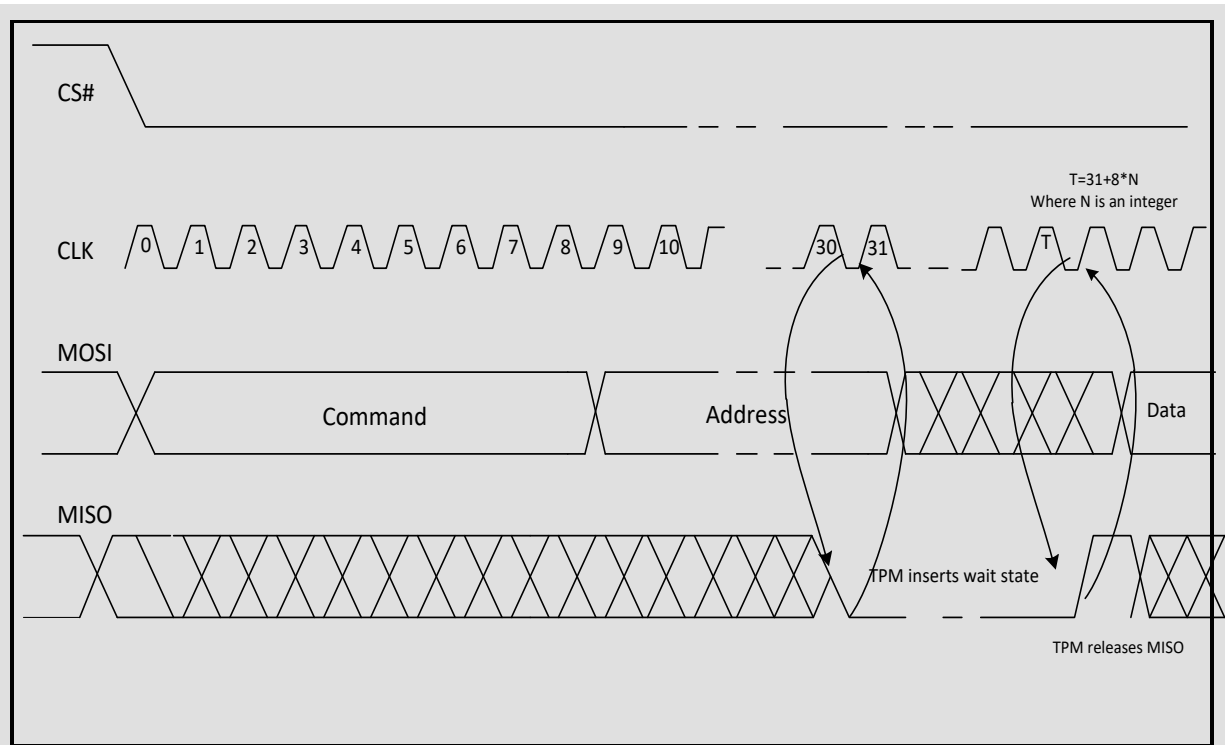 CS#
T=31+8*N
Where N is an integer
CLK
0 1 2 3 4 5 6 7 8 9 10 30 31 T
MOSI
Command Address Data
MISO
TPM inserts wait state
TPM releases MISO